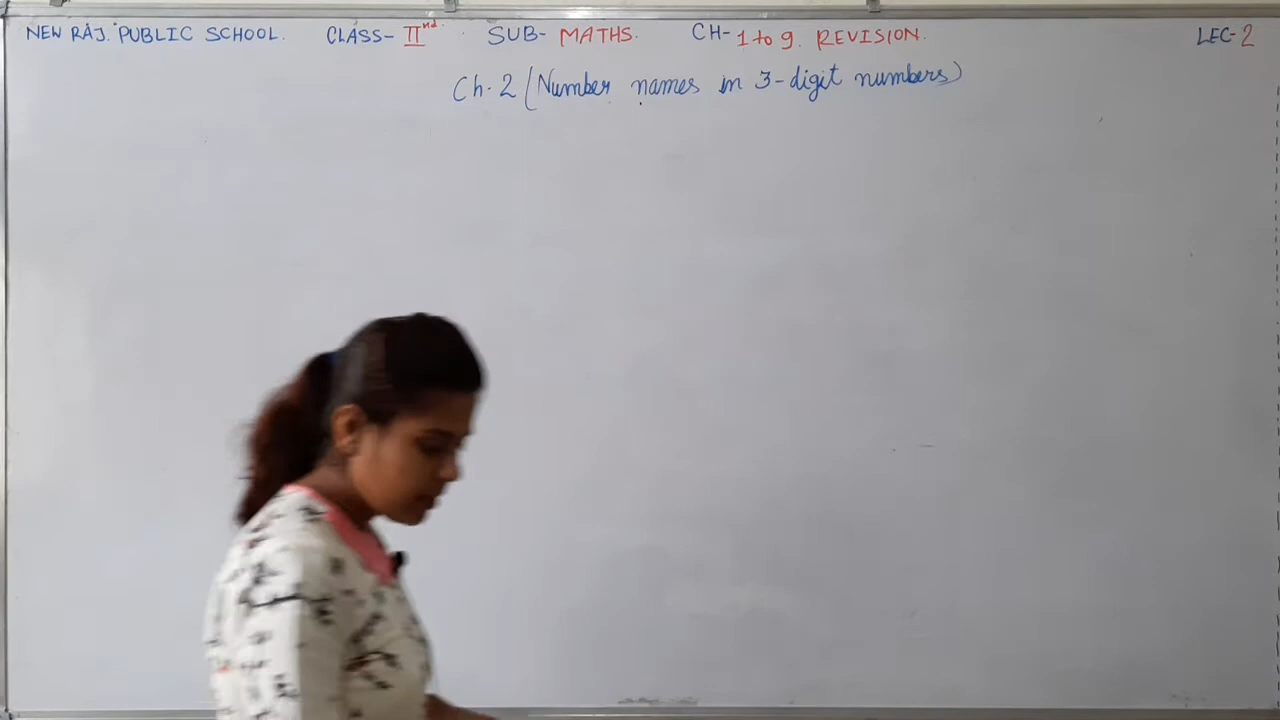 NEW RAJ. PUBLIC SCHOOL. CLASS- II nd. SUB- MATHS. CH- 1 to 9. REVISION. LEC- 2
Ch. 2 (Number names in 3-digit numbers)